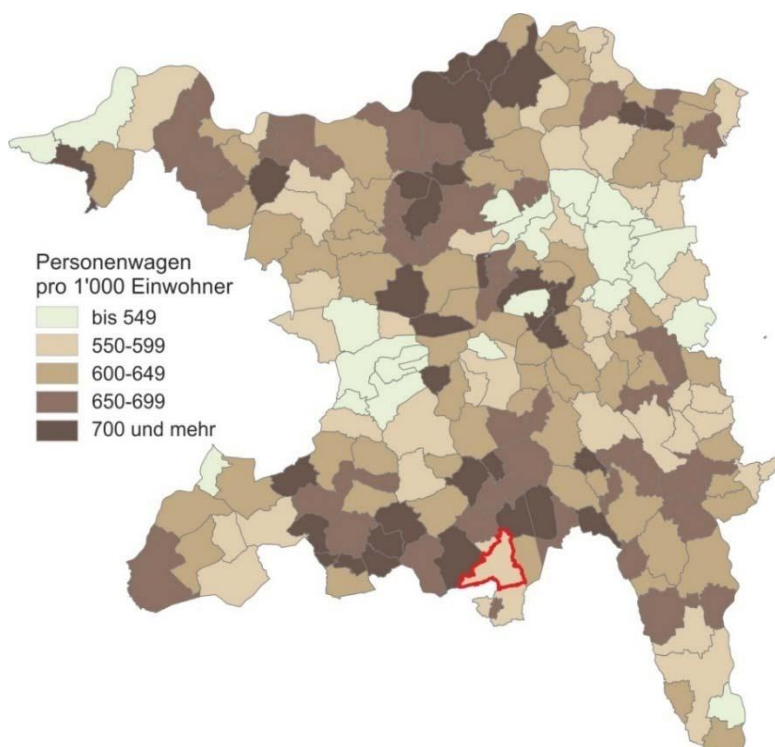 Personenwagen
pro 1'000 Einwohner
bis 549
550-599
600-649
650-699
700 und mehr